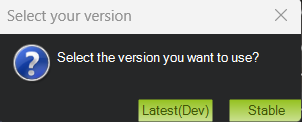 Select your version
Select the version you want to use?
Latest(Dev)
Stable